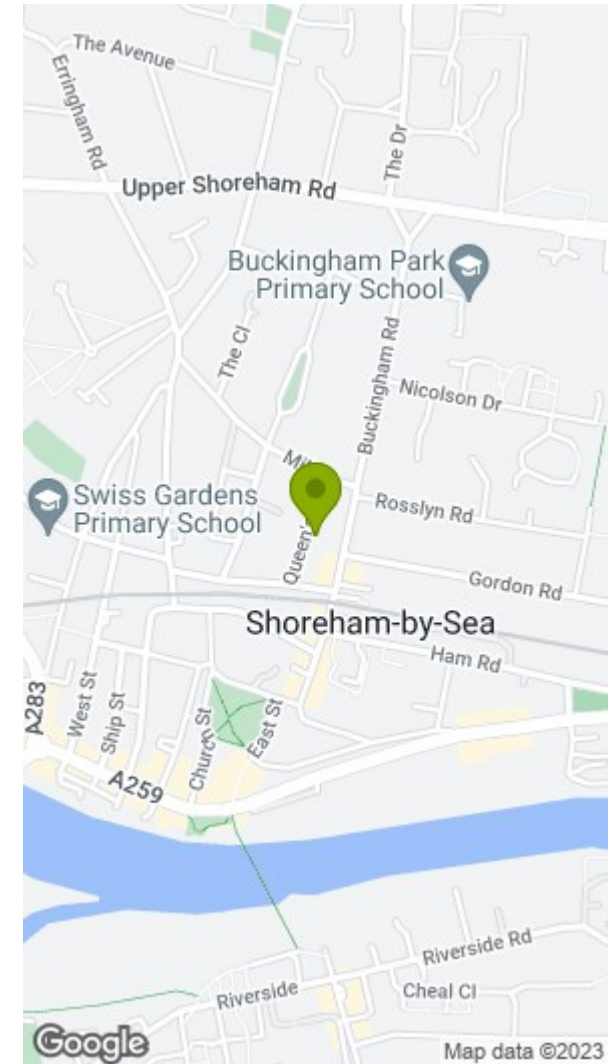 The Avenue
Erringham Rd
The Dr
Upper Shoreham Rd
Buckingham Park
Primary School
The Cl
Buckingham Rd
Nicolson Dr
Swiss Gardens
Primary School
Rosslyn Rd
Queen'
Gordon Rd
Shoreham-by-Sea
Ham Rd
A283
West St
Ship St
Church St
East St
A259
Riverside Rd
Riverside
Cheal Cl
Google
Map data ©2023